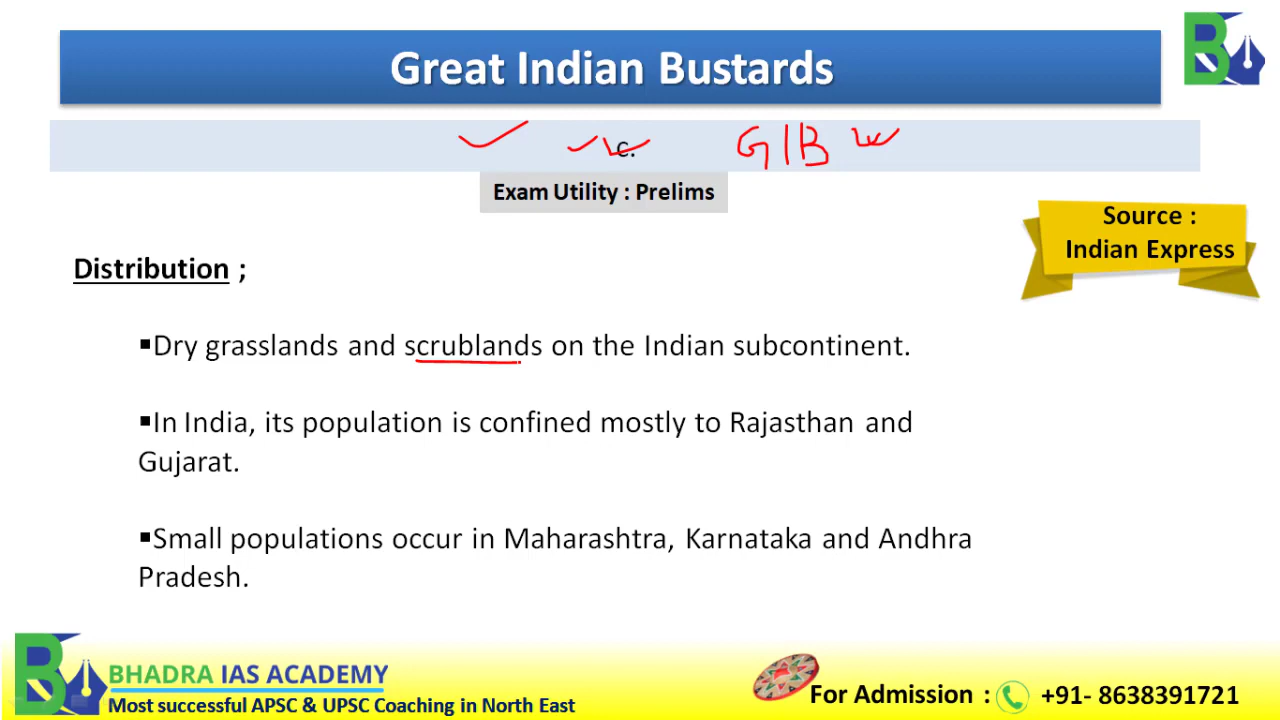 Great Indian Bustards
c.
GIB
Exam Utility : Prelims
Source :
Indian Express
Distribution ;
▪Dry grasslands and scrublands on the Indian subcontinent.
▪In India, its population is confined mostly to Rajasthan and
Gujarat.
▪Small populations occur in Maharashtra, Karnataka and Andhra
Pradesh.
BHADRA IAS ACADEMY
Most successful APSC & UPSC Coaching in North East
For Admission : +91- 8638391721